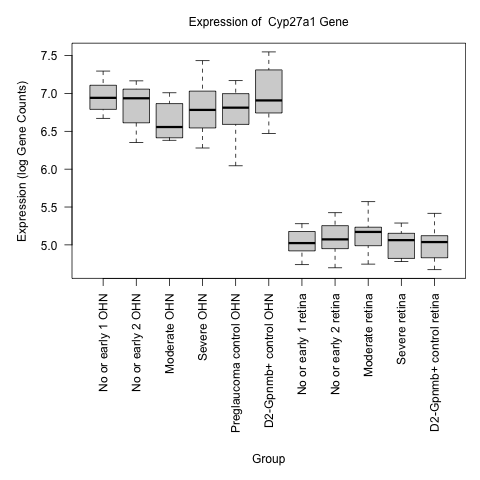 Expression of  Cyp27a1 Gene
Expression (log Gene Counts)
7.5
7.0
6.5
6.0
5.5
5.0
No or early 1 OHN
No or early 2 OHN
Moderate OHN
Severe OHN
Preglaucoma control OHN
D2-Gpnmb+ control OHN
No or early 1 retina
No or early 2 retina
Moderate retina
Severe retina
D2-Gpnmb+ control retina
Group